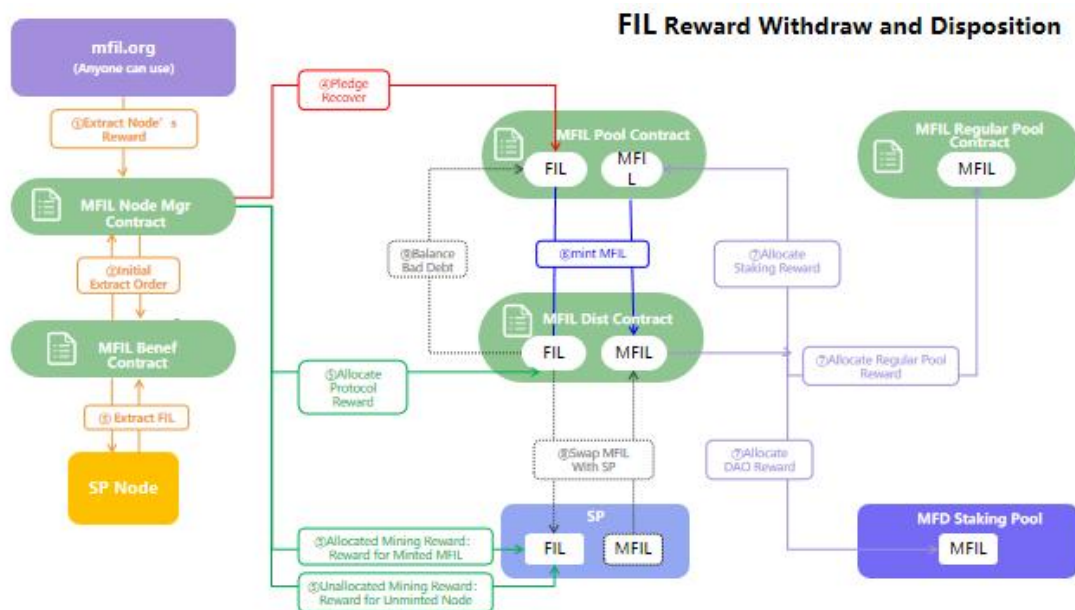 FIL Reward Withdraw and Disposition
mfil.org
(Anyone can use)
①Extract Node's
Reward
MFIL Node Mgr
Contract
②Initial
Extract Order
MFIL Benef
Contract
Extract FIL
SP Node
④Pledge
Recover
MFIL Pool Contract
FIL
MFI
L
⑨Balance
Bad Debt
⑥mint MFIL
MFIL Dist Contract
FIL
MFIL
⑤Allocate
Protocol
Reward
⑧Swap MFIL
With SP
SP
FIL
MFIL
③Allocated Mining Reward:
Reward for Minted MFIL
⑤Unallocated Mining Reward:
Reward for Unminted Node
MFIL Regular Pool
Contract
MFIL
⑦Allocate
Staking Reward
⑦Allocate Regular Pool
Reward
⑦Allocate
DAO Reward
MFD Staking Pool
MFIL